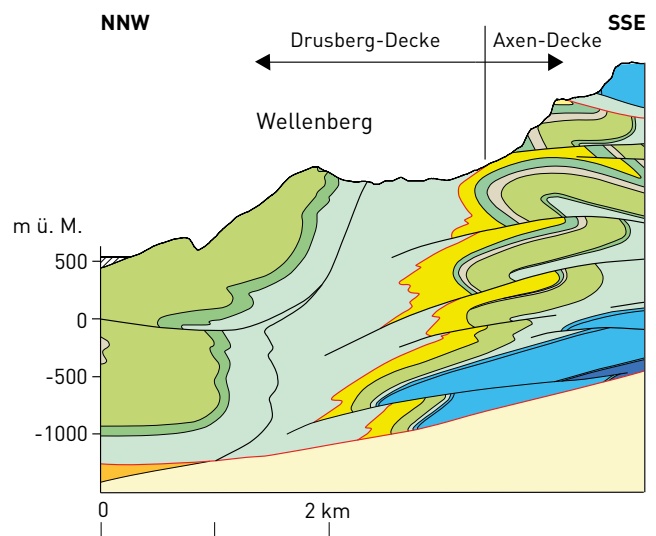 NNW
SSE
Drusberg-Decke
Axen-Decke
Wellenberg
m ü. M.
500
0
-500
-1000
0
2 km